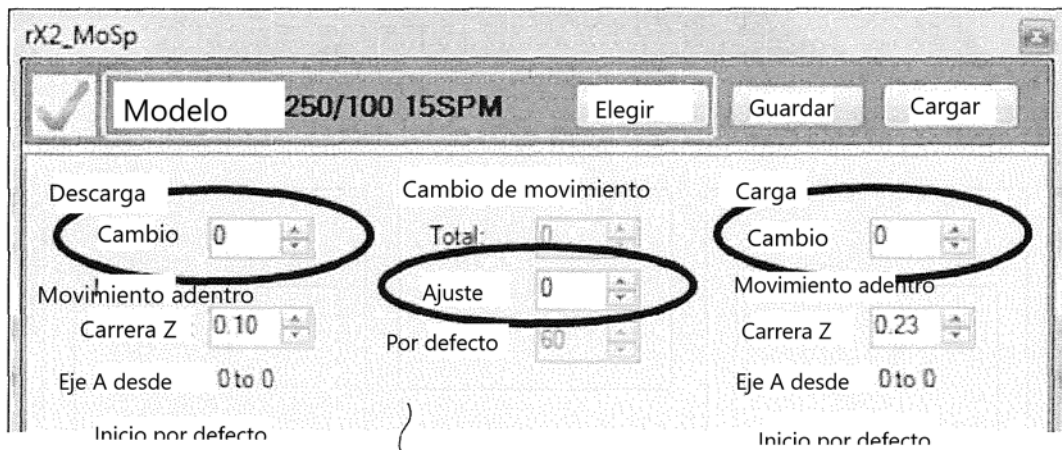 rX2_MoSp
Modelo 250/100 15SPM Elegir Guardar Cargar
Descarga
Cambio 0
Movimiento adentro
Carrera Z 0.10
Eje A desde 0 to 0
Inicio por defecto
Cambio de movimiento
Total: 0
Ajuste 0
Por defecto 60
Carga
Cambio 0
Movimiento adentro
Carrera Z 0.23
Eje A desde 0 to 0
Inicio por defecto